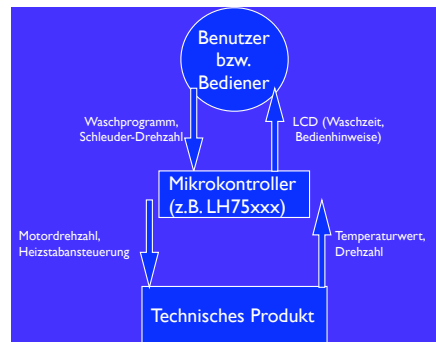 Benutzer
bzw.
Bediener
Waschprogramm,
Schleuder-Drehzahl
LCD (Waschzeit,
Bedienhinweise)
Mikrokontroller
(z.B. LH75xxx)
Motordrehzahl,
Heizstabansteuerung
Temperaturwert,
Drehzahl
Technisches Produkt